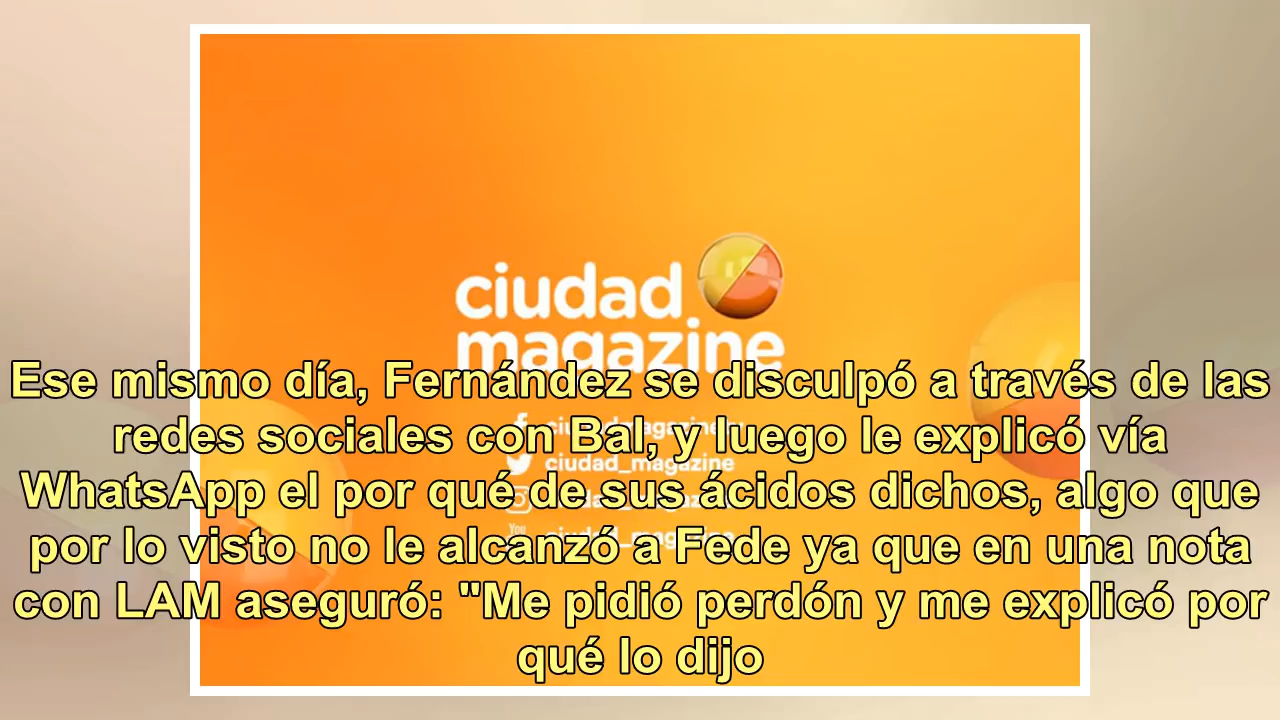 ciudad
magazine
Ese mismo día, Fernández se disculpó a través de las
redes sociales con Bal, y luego le explicó vía
ciudad_magazine
WhatsApp el por qué de sus ácidos dichos, algo que
por lo visto no le alcanzó a Fede ya que en una nota
con LAM aseguró: "Me pidió perdón y me explicó por
qué lo dijo